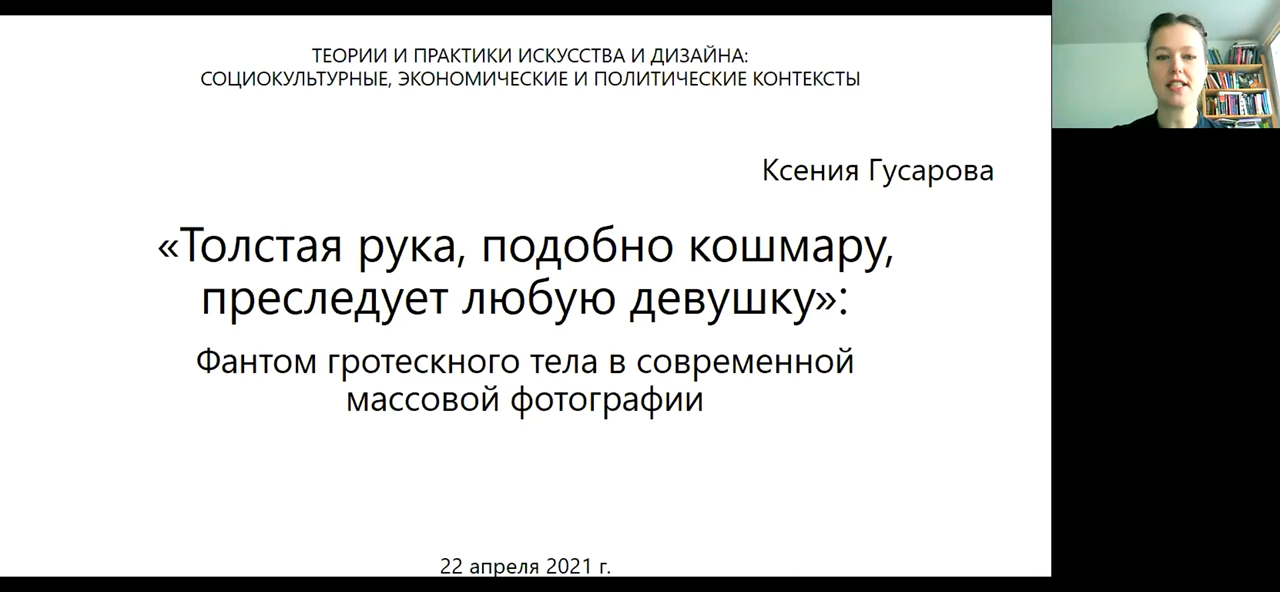 ТЕОРИИ И ПРАКТИКИ ИСКУССТВА И ДИЗАЙНА:
СОЦИОКУЛЬТУРНЫЕ, ЭКОНОМИЧЕСКИЕ И ПОЛИТИЧЕСКИЕ КОНТЕКСТЫ
Ксения Гусарова
«Толстая рука, подобно кошмару,
преследует любую девушку»:
Фантом гротескного тела в современной
массовой фотографии
22 апреля 2021 г.